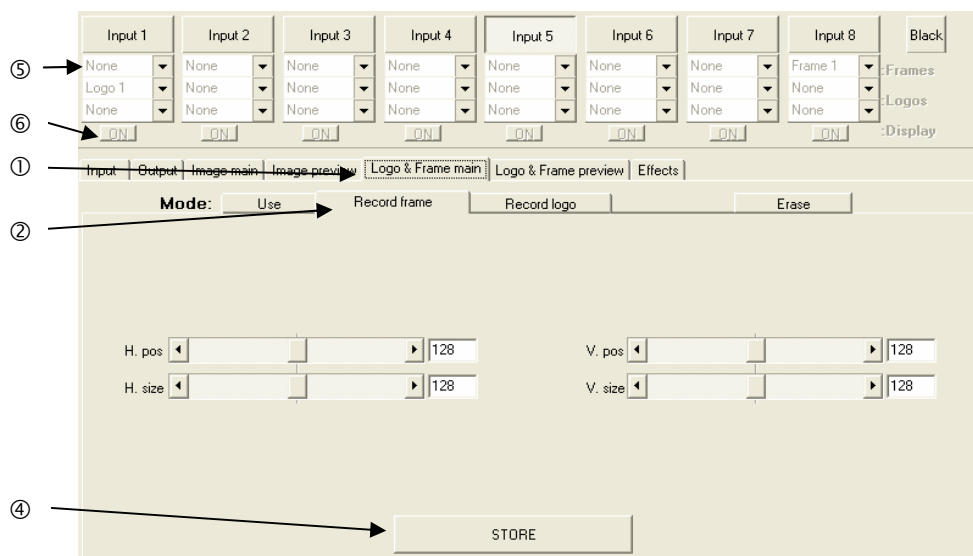 Input 1 Input 2 Input 3 Input 4 Input 5 Input 6 Input 7 Input 8 Black
⑤ None None None None None None None Frame 1 :Frames
Logo 1 None None None None None None None :Logos
None None None None None None None None
⑥ ON ON ON ON ON ON ON ON :Display
① Input Output Image main Image preview Logo & Frame main Logo & Frame preview Effects
Mode: Use Record frame Record logo Erase
②
H. pos 128 V. pos 128
H. size 128 V. size 128
④ STORE